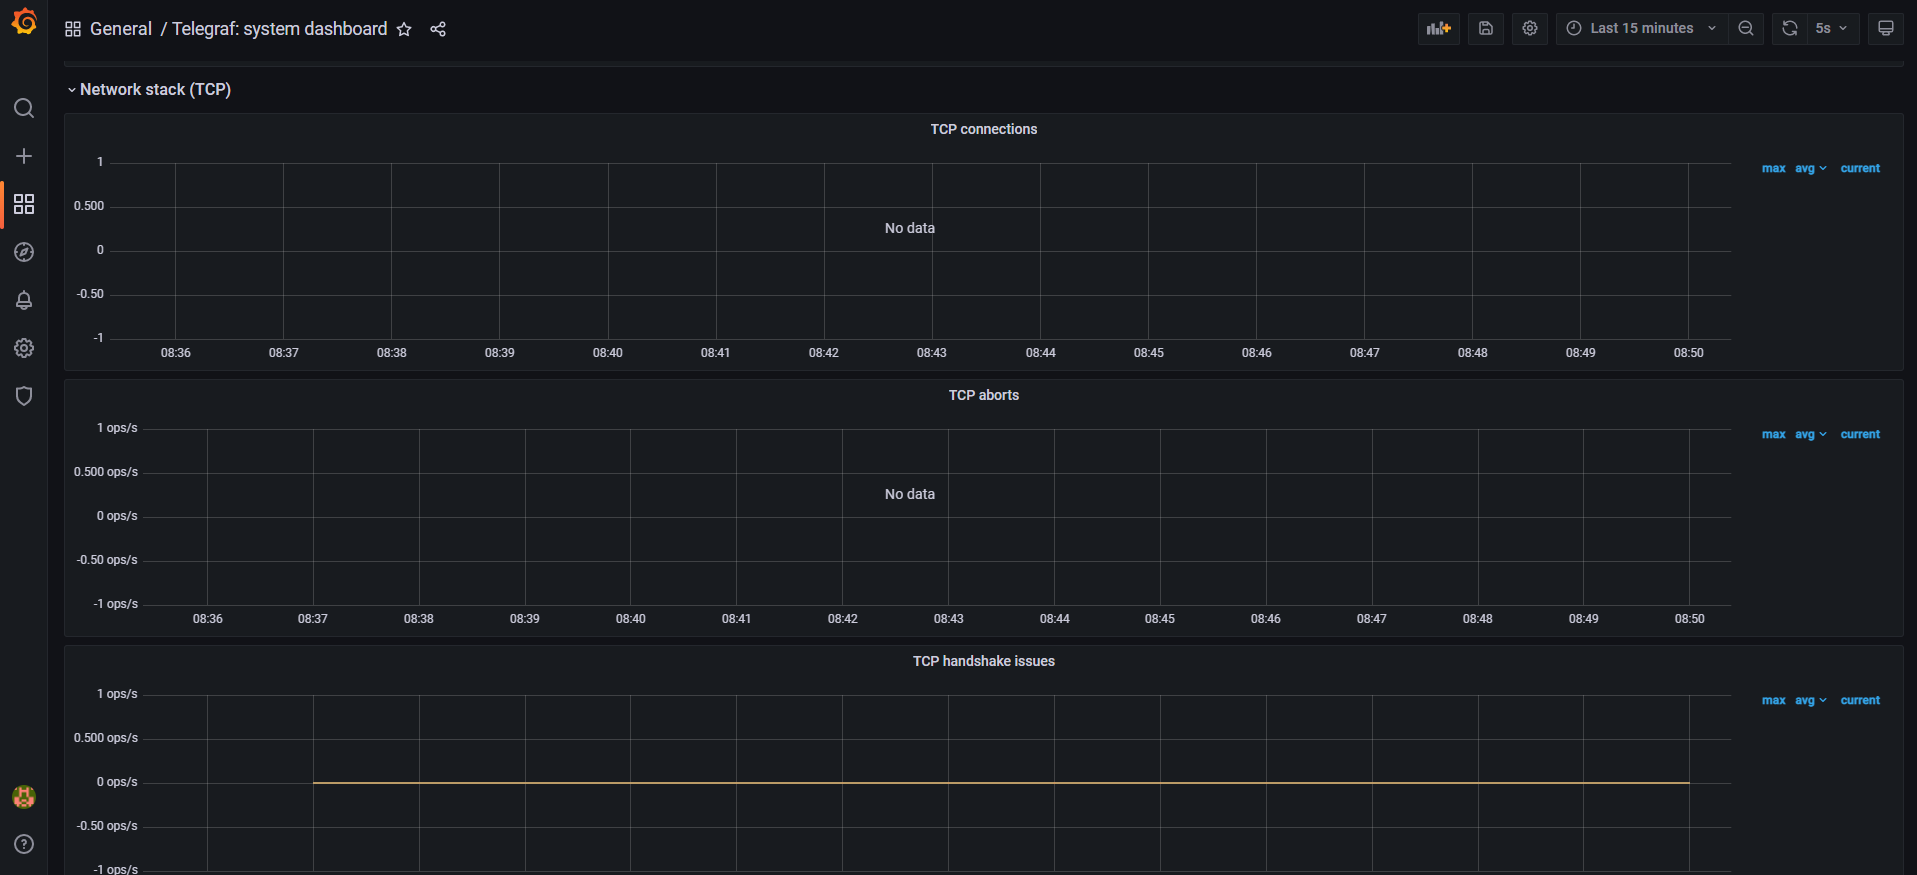 General / Telegraf: system dashboard
Last 15 minutes
5s
Network stack (TCP)
TCP connections
max avg current
1
0.500
No data
0
-0.50
-1
08:36 08:37 08:38 08:39 08:40 08:41 08:42 08:43 08:44 08:45 08:46 08:47 08:48 08:49 08:50
TCP aborts
max avg current
1 ops/s
0.500 ops/s
No data
0 ops/s
-0.50 ops/s
-1 ops/s
08:36 08:37 08:38 08:39 08:40 08:41 08:42 08:43 08:44 08:45 08:46 08:47 08:48 08:49 08:50
TCP handshake issues
max avg current
1 ops/s
0.500 ops/s
0 ops/s
-0.50 ops/s
-1 ops/s